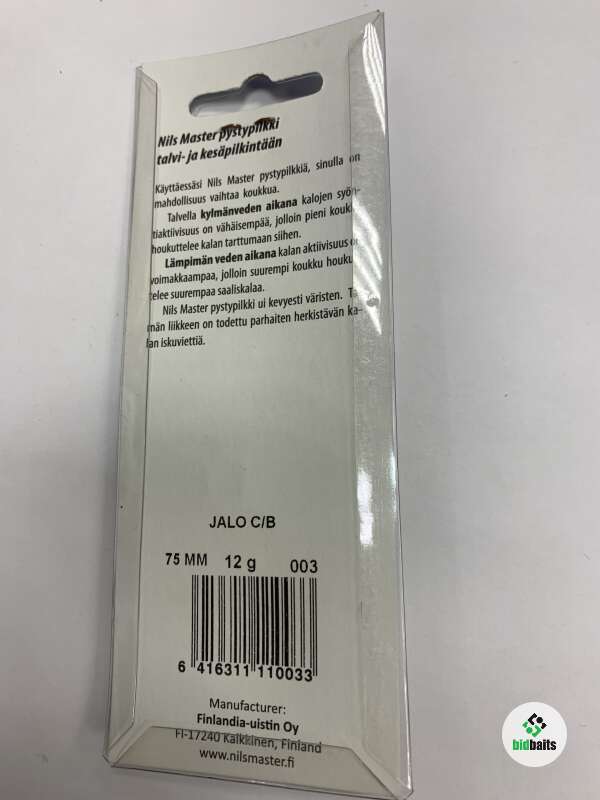 Nils Master pystypilkki
talvi- ja kesäpilkintään
Käyttäessäsi Nils Master pystypilkkiä, sinulla on
mahdollisuus vaihtaa koukkua.
Talvella kylmänveden aikana kalojen syön-
tiaktiivisuus on vähäisempää, jolloin pieni koukku
houkuttelee kalan tarttumaan siihen.
Lämpimän veden aikana kalan aktiivisuus on
voimakkaampaa, jolloin suurempi koukku houkut-
telee suurempaa saaliskalaa.
Nils Master pystypilkki ui kevyesti väristen. Tä-
män liikkeen on todettu parhaiten herkistävän ka-
lan iskuviettiä.
JALO C/B
75 MM 12 g 003
6 416311 110033
Manufacturer:
Finlandia-uistin Oy
FI-17240 Kalkkinen, Finland
www.nilsmaster.fi
bidbaits